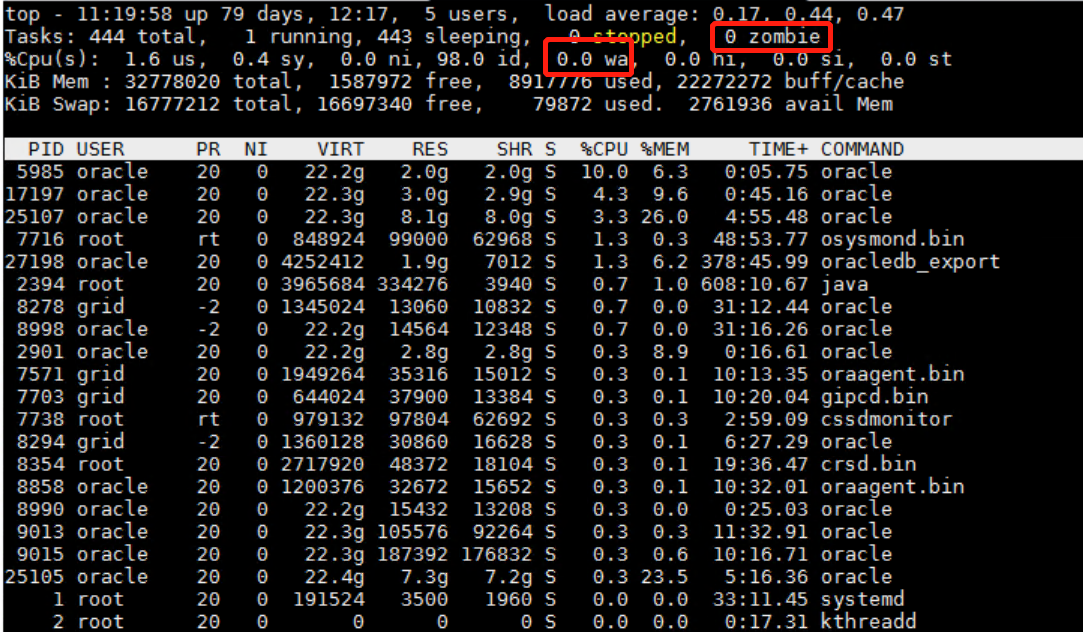 top - 11:19:58 up 79 days, 12:17,  5 users,  load average: 0.17, 0.44, 0.47
Tasks: 444 total,   1 running, 443 sleeping,   0 stopped,   0 zombie
%Cpu(s):  1.6 us,  0.4 sy,  0.0 ni, 98.0 id,  0.0 wa,  0.0 hi,  0.0 si,  0.0 st
KiB Mem : 32778020 total,  1587972 free,  8917776 used, 22272272 buff/cache
KiB Swap: 16777212 total, 16697340 free,    79872 used.  2761936 avail Mem
PID USER      PR  NI    VIRT    RES    SHR S  %CPU %MEM     TIME+ COMMAND
5985 oracle    20   0   22.2g   2.0g   2.0g S  10.0  6.3   0:05.75 oracle
17197 oracle    20   0   22.3g   3.0g   2.9g S   4.3  9.6   0:45.16 oracle
25107 oracle    20   0   22.3g   8.1g   8.0g S   3.3 26.0   4:55.48 oracle
7716 root      rt   0  848924  99000  62968 S   1.3  0.3  48:53.77 osysmond.bin
27198 oracle    20   0 4252412   1.9g   7012 S   1.3  6.2 378:45.99 oracledb_export
2394 root      20   0 3965684 334276   3940 S   0.7  1.0 608:10.67 java
8278 grid      -2   0 1345024  13060  10832 S   0.7  0.0  31:12.44 oracle
8998 oracle    -2   0   22.2g  14564  12348 S   0.7  0.0  31:16.26 oracle
2901 oracle    20   0   22.2g   2.8g   2.8g S   0.3  8.9   0:16.61 oracle
7571 grid      20   0 1949264  35316  15012 S   0.3  0.1  10:13.35 oraagent.bin
7703 grid      20   0  644024  37900  13384 S   0.3  0.1  10:20.04 gipcd.bin
7738 root      rt   0  979132  97804  62692 S   0.3  0.3   2:59.09 cssdmonitor
8294 grid      -2   0 1360128  30860  16628 S   0.3  0.1   6:27.29 oracle
8354 root      20   0 2717920  48372  18104 S   0.3  0.1  19:36.47 crsd.bin
8858 oracle    20   0 1200376  32672  15652 S   0.3  0.1  10:32.01 oraagent.bin
8990 oracle    20   0   22.2g  15432  13208 S   0.3  0.0   0:25.03 oracle
9013 oracle    20   0   22.3g 105576  92264 S   0.3  0.3  11:32.91 oracle
9015 oracle    20   0   22.3g 187392 176832 S   0.3  0.6  10:16.71 oracle
25105 oracle    20   0   22.4g   7.3g   7.2g S   0.3 23.5   5:16.36 oracle
1 root      20   0  191524   3500   1960 S   0.0  0.0  33:11.45 systemd
2 root      20   0       0      0      0 S   0.0  0.0   0:17.31 kthreadd